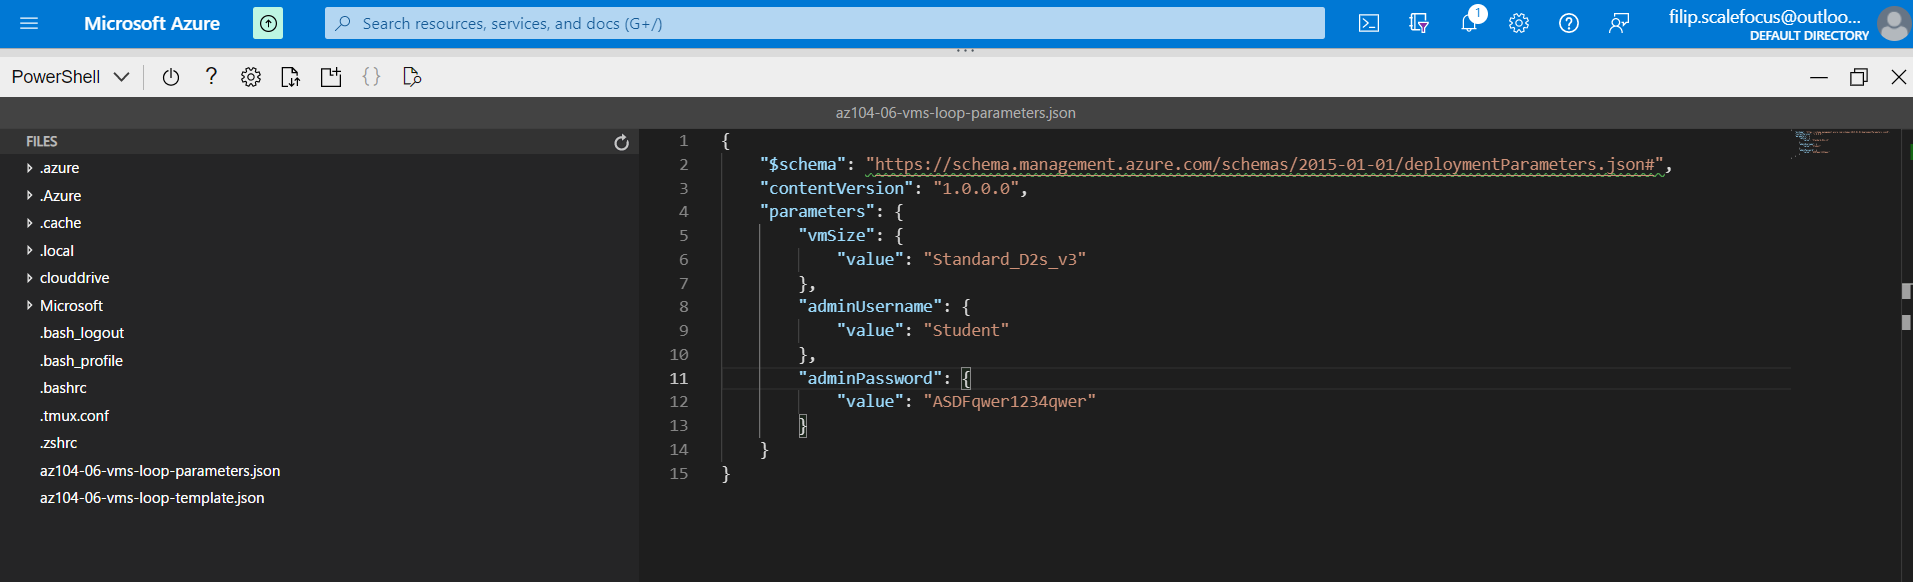 Microsoft Azure
Search resources, services, and docs (G+/)
1
filip.scalefocus@outloo...
DEFAULT DIRECTORY
PowerShell
az104-06-vms-loop-parameters.json
FILES
.azure
.Azure
.cache
.local
clouddrive
Microsoft
.bash_logout
.bash_profile
.bashrc
.tmux.conf
.zshrc
az104-06-vms-loop-parameters.json
az104-06-vms-loop-template.json
1 {
2 "$schema": "https://schema.management.azure.com/schemas/2015-01-01/deploymentParameters.json#",
3 "contentVersion": "1.0.0.0",
4 "parameters": {
5 "vmSize": {
6 "value": "Standard_D2s_v3"
7 },
8 "adminUsername": {
9 "value": "Student"
10 },
11 "adminPassword": {
12 "value": "ASDFqwer1234qwer"
13 }
14 }
15 }